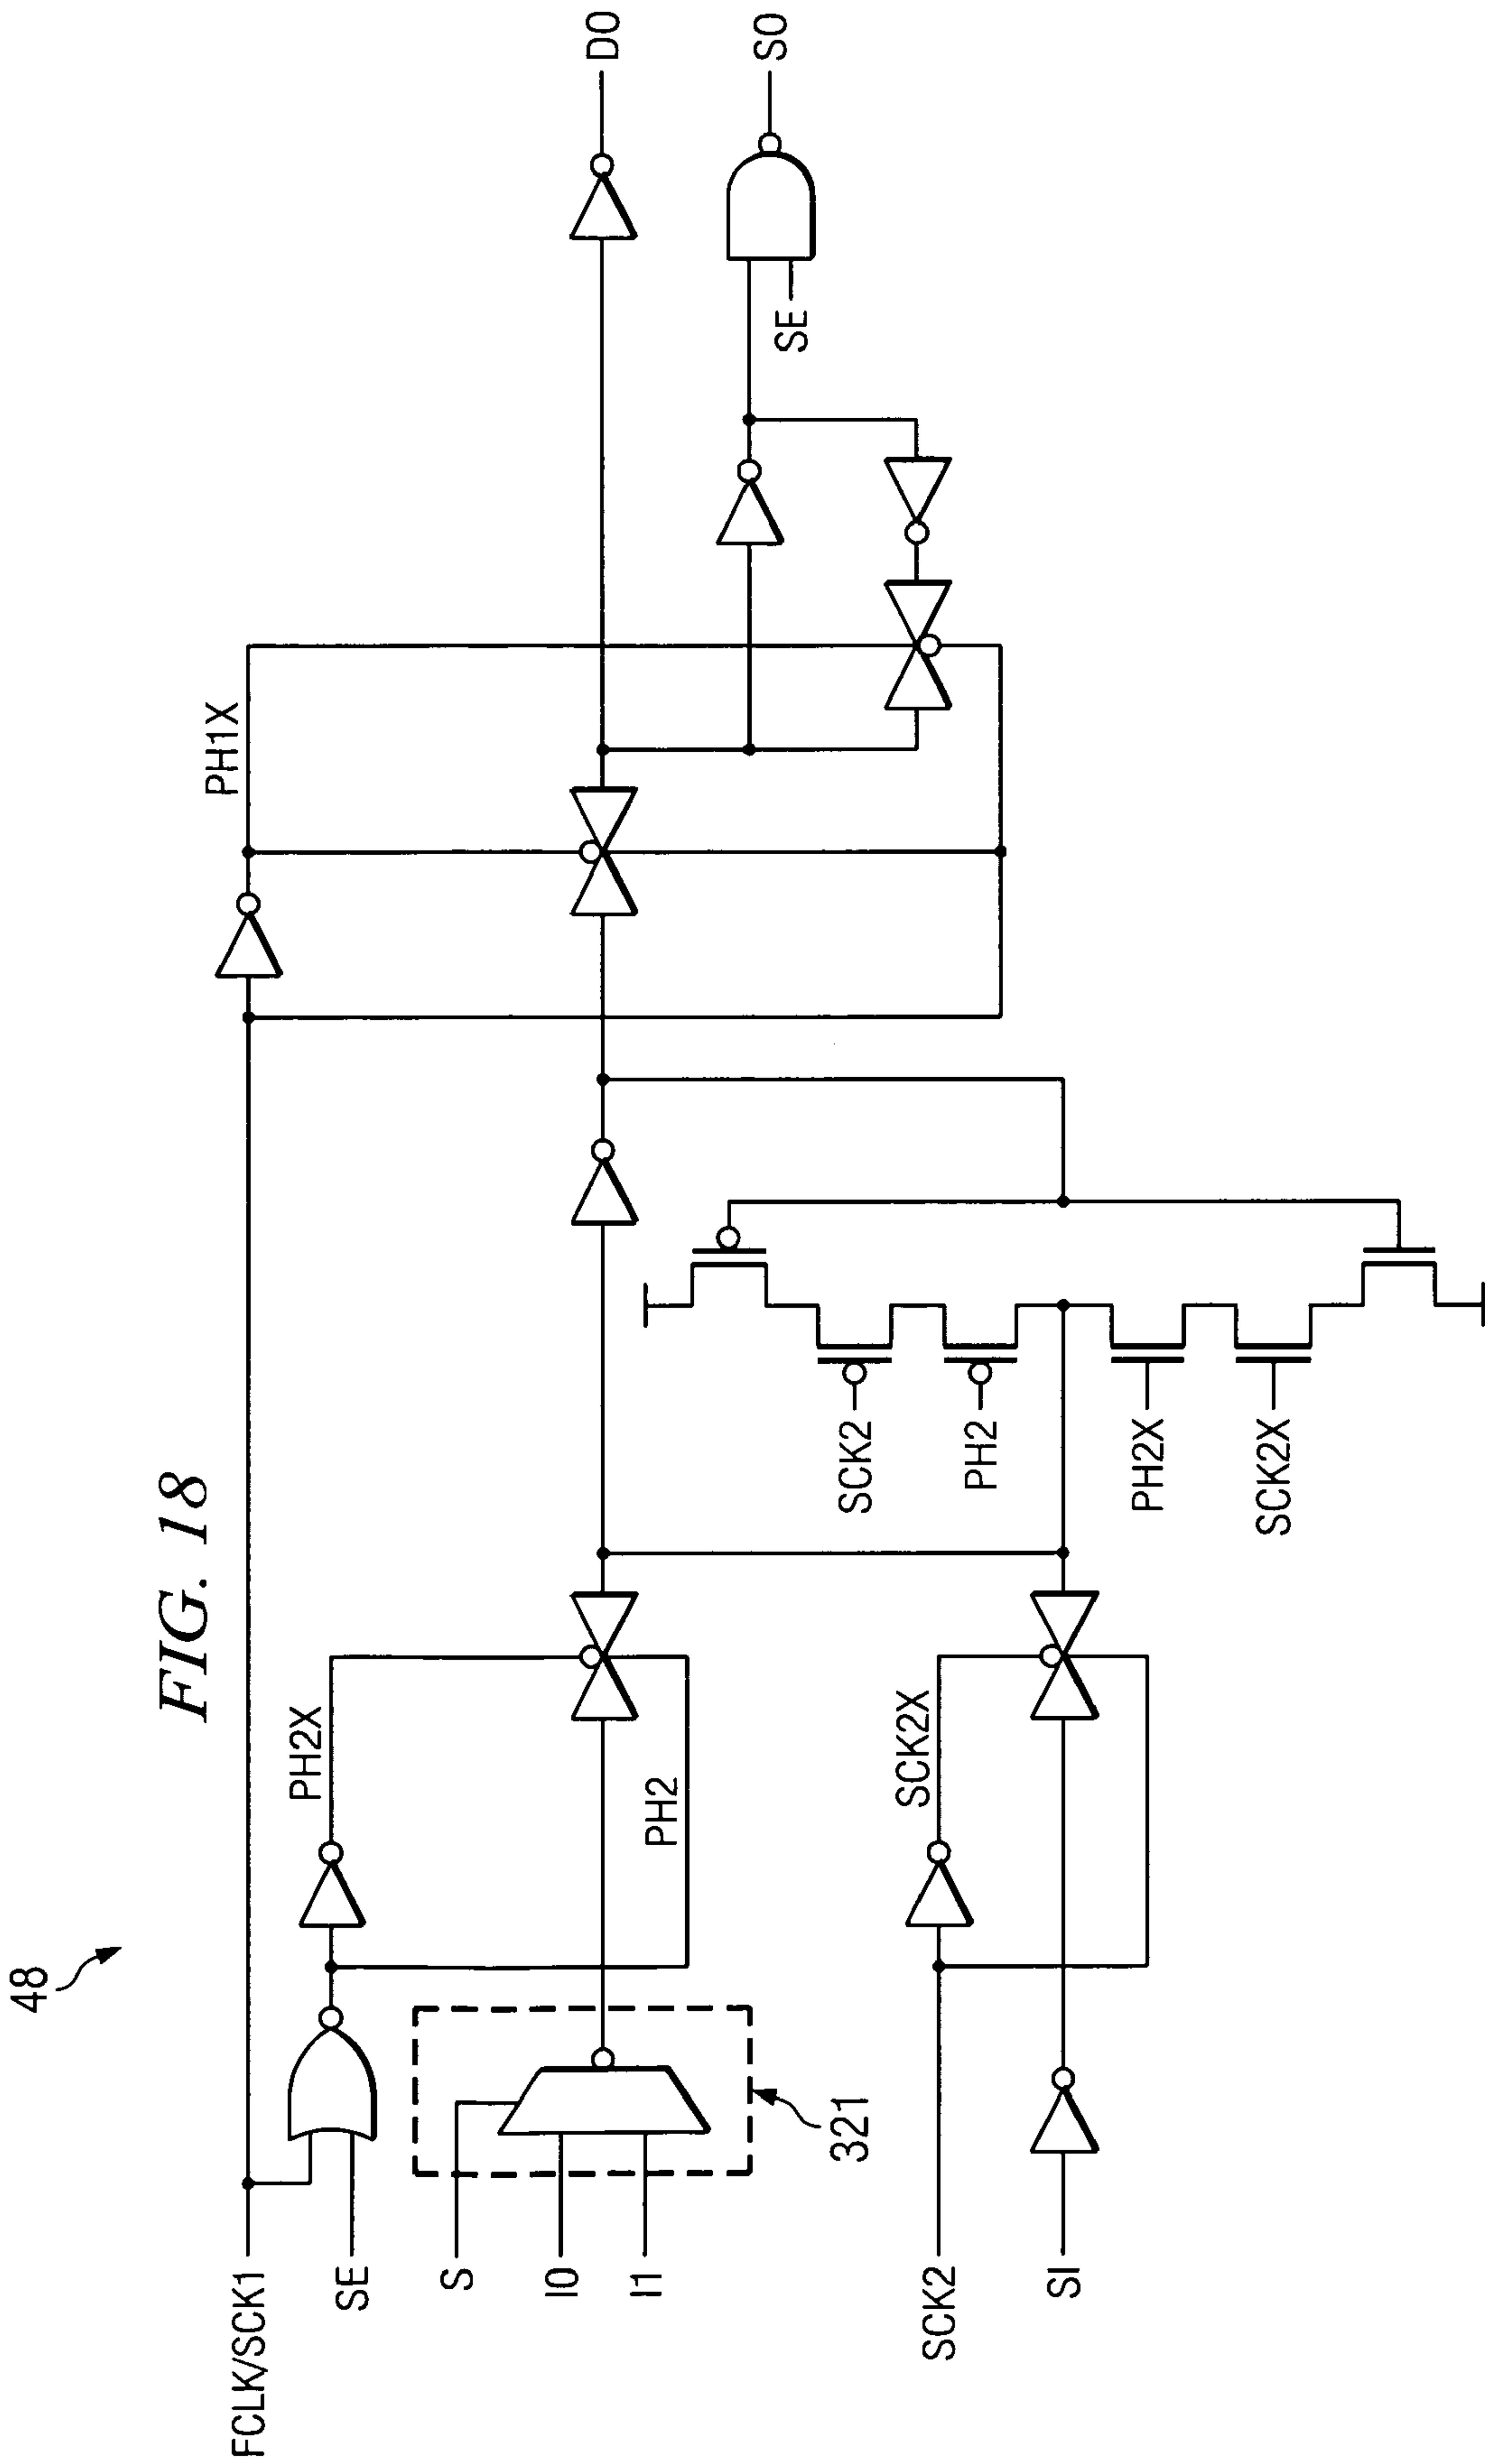 FIG. 18
48
FCLK/SCK1
PH1X
SE
PH2X
DO
S
I0
I1
321
PH2
SO
SE
SCK2
SCK2X
SCK2
PH2
PH2X
SCK2X
SI